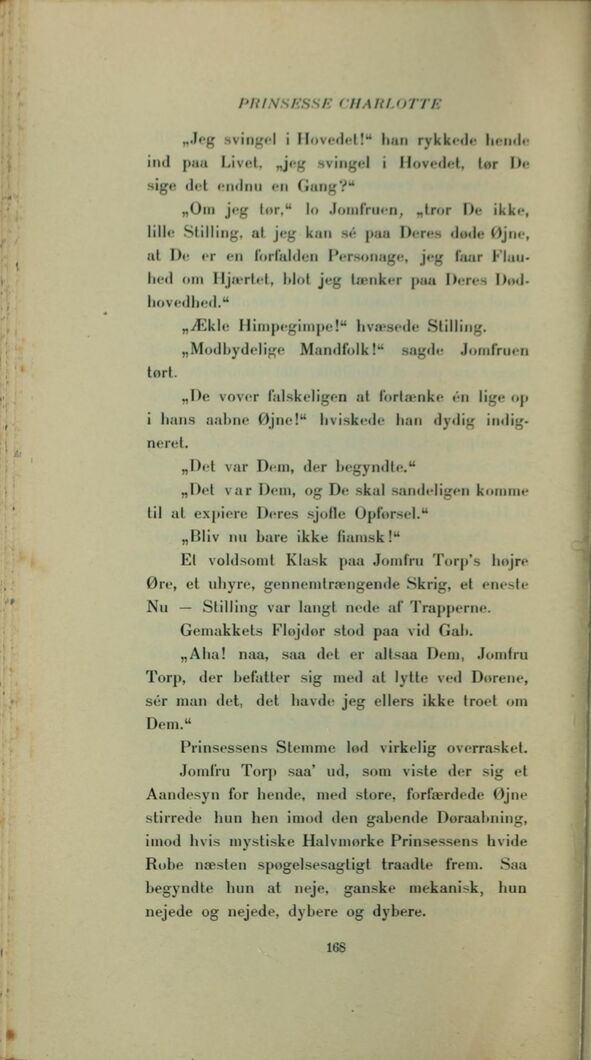 PRINSESSE CHARLOTTE
„Jeg svingel i Hovedet!“ han rykkede hende
ind paa Livet, „jeg svingel i Hovedet, tør De
sige det endnu en Gang?“
„Om jeg tør,“ lo Jomfruen, „tror De ikke,
lille Stilling, at jeg kan sé paa Deres døde Øjne,
at De er en forfalden Personage, jeg faar Flau-
hed om Hjærtet, blot jeg tænker paa Deres Død-
hovedhed.“
„Ækle Himpegimpe!“ hvæsede Stilling.
„Modbydelige Mandfolk!“ sagde Jomfruen
tørt.
„De vover falskeligen at fortænke én lige op
i hans aabne Øjne!“ hviskede han dydig indig-
neret.
„Det var Dem, der begyndte.“
„Det var Dem, og De skal sandeligen komme
til at expiere Deres sjofle Opførsel.“
„Bliv nu bare ikke fiamsk!“
Et voldsomt Klask paa Jomfru Torp's højre
Øre, et uhyre, gennemtrængende Skrig, et eneste
Nu — Stilling var langt nede af Trapperne.
Gemakkets Fløjdør stod paa vid Gab.
„Aha! naa, saa det er altsaa Dem, Jomfru
Torp, der befatter sig med at lytte ved Dørene,
sér man det, det havde jeg ellers ikke troet om
Dem.“
Prinsessens Stemme lød virkelig overrasket.
Jomfru Torp saa' ud, som viste der sig et
Aandesyn for hende, med store, forfærdede Øjne
stirrede hun hen imod den gabende Døraabning,
imod hvis mystiske Halvmørke Prinsessens hvide
Robe næsten spøgelsesagtigt traadte frem. Saa
begyndte hun at neje, ganske mekanisk, hun
nejede og nejede, dybere og dybere.
168